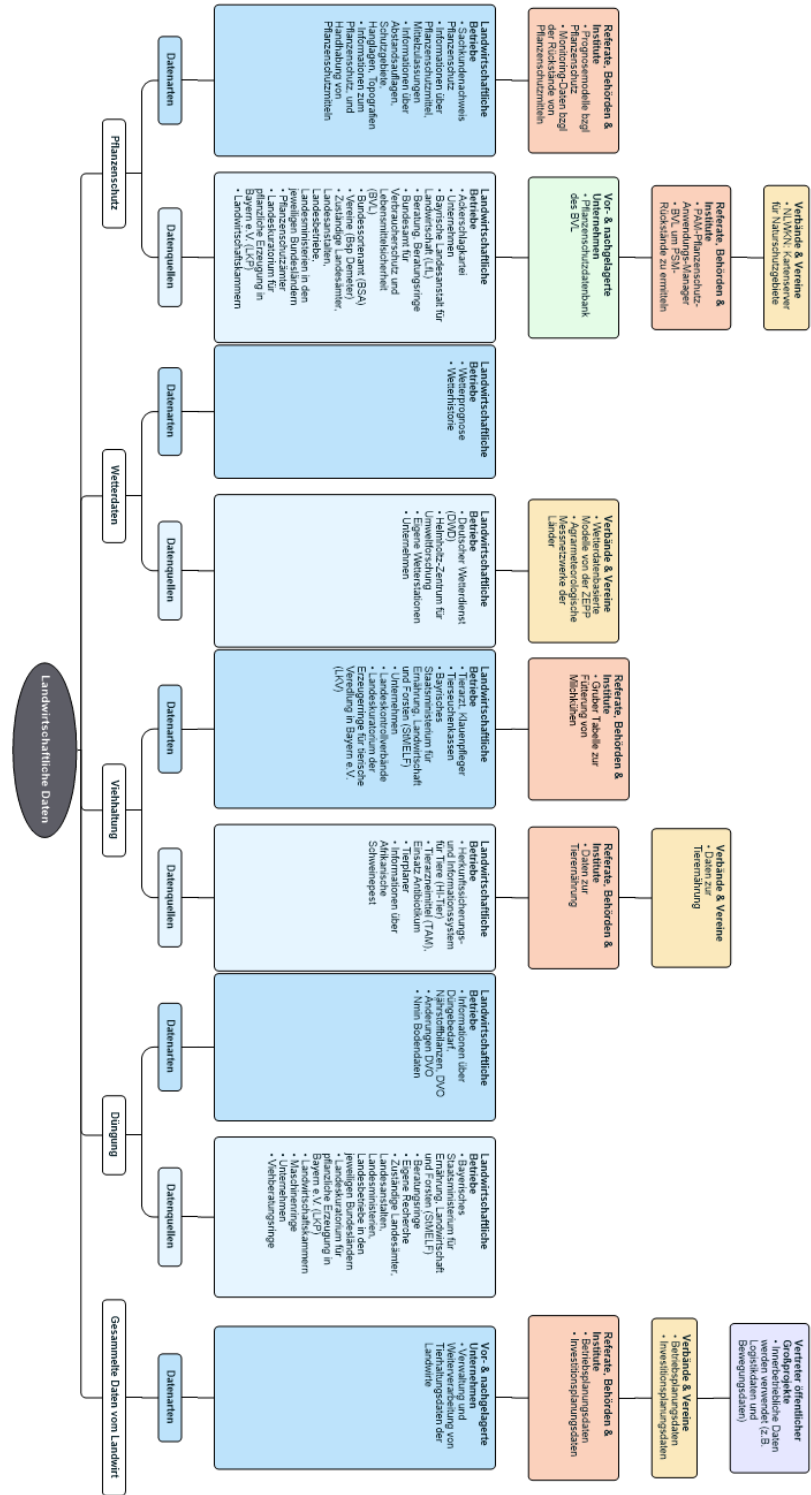 Landwirtschaftliche Daten
Pflanzenschutz
Datenarten
Landwirtschaftliche
Betriebe
• Sachkundenachweis
Pflanzenschutz
• Informationen über
Pflanzenschutzmittel,
Mittelzulassungen
• Informationen über
Abstandsauflagen,
Schutzgebiete,
Hanglagen, Topografien
• Informationen zum
Pflanzenschutz, und
Handhabung von
Pflanzenschutzmitteln
Referate, Behörden &
Institute
• Prognosemodelle bzgl
Pflanzenschutz
• Monitoring-Daten bzgl
der Rückstände von
Pflanzenschutzmitteln
Datenquellen
Landwirtschaftliche
Betriebe
• Ackerschlagkartei
• Unternehmen
• Bayrische Landesanstalt für
Landwirtschaft (LfL)
• Beratung, Beratungsringe
• Bundesamt für
Verbraucherschutz und
Lebensmittelsicherheit
(BVL)
• Bundessortenamt (BSA)
• Vereine (Bsp Demeter)
• Zuständige Landesämter,
Landesanstalten,
Landesbetriebe,
Landesministerien in den
jeweiligen Bundesländern
• Pflanzenschutzämter
• Landeskuratorium für
pflanzliche Erzeugung in
Bayern e.V. (LKP)
• Landwirtschaftskammern
Vor- & nachgelagerte
Unternehmen
• Pflanzenschutzdatenbank
des BVL
Referate, Behörden &
Institute
• PAM-Pflanzenschutz-
Anwendungs-Manager
• BVL um PSM-
Rückstände zu ermitteln
Verbände & Vereine
• NLWKN: Kartenserver
für Naturschutzgebiete
Wetterdaten
Datenarten
Landwirtschaftliche
Betriebe
• Wetterprognose
• Wetterhistorie
Datenquellen
Landwirtschaftliche
Betriebe
• Deutscher Wetterdienst
(DWD)
• Helmholtz-Zentrum für
Umweltforschung
• Eigene Wetterstationen
• Unternehmen
Verbände & Vereine
• Wetterdatenbasierte
Modelle von der ZEPP
• Agrarmeteorologische
Messnetzwerke der
Länder
Viehhaltung
Datenarten
Landwirtschaftliche
Betriebe
• Tierarzt, Klauenpfleger
• Tierseuchenkassen
• Bayrisches
Staatsministerium für
Ernährung, Landwirtschaft
und Forsten (StMELF)
• Unternehmen
• Landeskontrollverbände
• Landeskuratorium der
Erzeugerringe für tierische
Veredlung in Bayern e.V.
(LKV)
Referate, Behörden &
Institute
• Gruber Tabelle zur
Fütterung von
Milchkühen
Datenquellen
Landwirtschaftliche
Betriebe
• Herkunftssicherungs-
und Informationssystem
für Tiere (HI-Tier)
• Tierarzneimittel (TAM),
Einsatz Antibiotikum
• Tierplaner
• Informationen über
Afrikanische
Schweinepest
Referate, Behörden &
Institute
• Daten zur
Tierernährung
Verbände & Vereine
• Daten zur
Tierernährung
Düngung
Datenarten
Landwirtschaftliche
Betriebe
• Informationen über
Düngebedarf,
Nährstoffbilanzen, DVO
• Änderungen DVO
• Nmin Bodendaten
Datenquellen
Landwirtschaftliche
Betriebe
• Bayerisches
Staatsministerium für
Ernährung, Landwirtschaft
und Forsten (StMELF)
• Beratungsringe
• Eigene Recherche
• Zuständige Landesämter,
Landesanstalten,
Landesministerien,
Landesbetriebe in den
jeweiligen Bundesländern
• Landeskuratorium für
pflanzliche Erzeugung in
Bayern e.V. (LKP)
• Landwirtschaftskammern
• Maschinenringe
• Unternehmen
• Viehberatungsringe
Gesammelte Daten vom Landwirt
Datenarten
Vor- & nachgelagerte
Unternehmen
• Verwaltung und
Weiterverarbeitung von
Tierhaltungsdaten der
Landwirte
Referate, Behörden &
Institute
• Betriebsplanungsdaten
• Investitionsplanungsdaten
Verbände & Vereine
• Betriebsplanungsdaten
• Investitionsplanungsdaten
Vertreter öffentlicher
Großprojekte
• Innerbetriebliche Daten
werden verwendet (z.B.
Logistikdaten und
Bewegungsdaten)